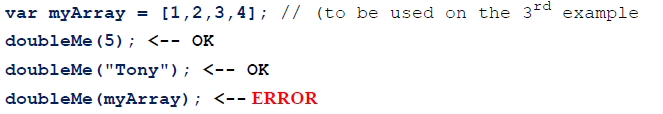 var myArray = [1,2,3,4]; // (to be used on the 3rd example
doubleMe(5); <-- OK
doubleMe("Tony"); <-- OK
doubleMe(myArray); <-- ERROR